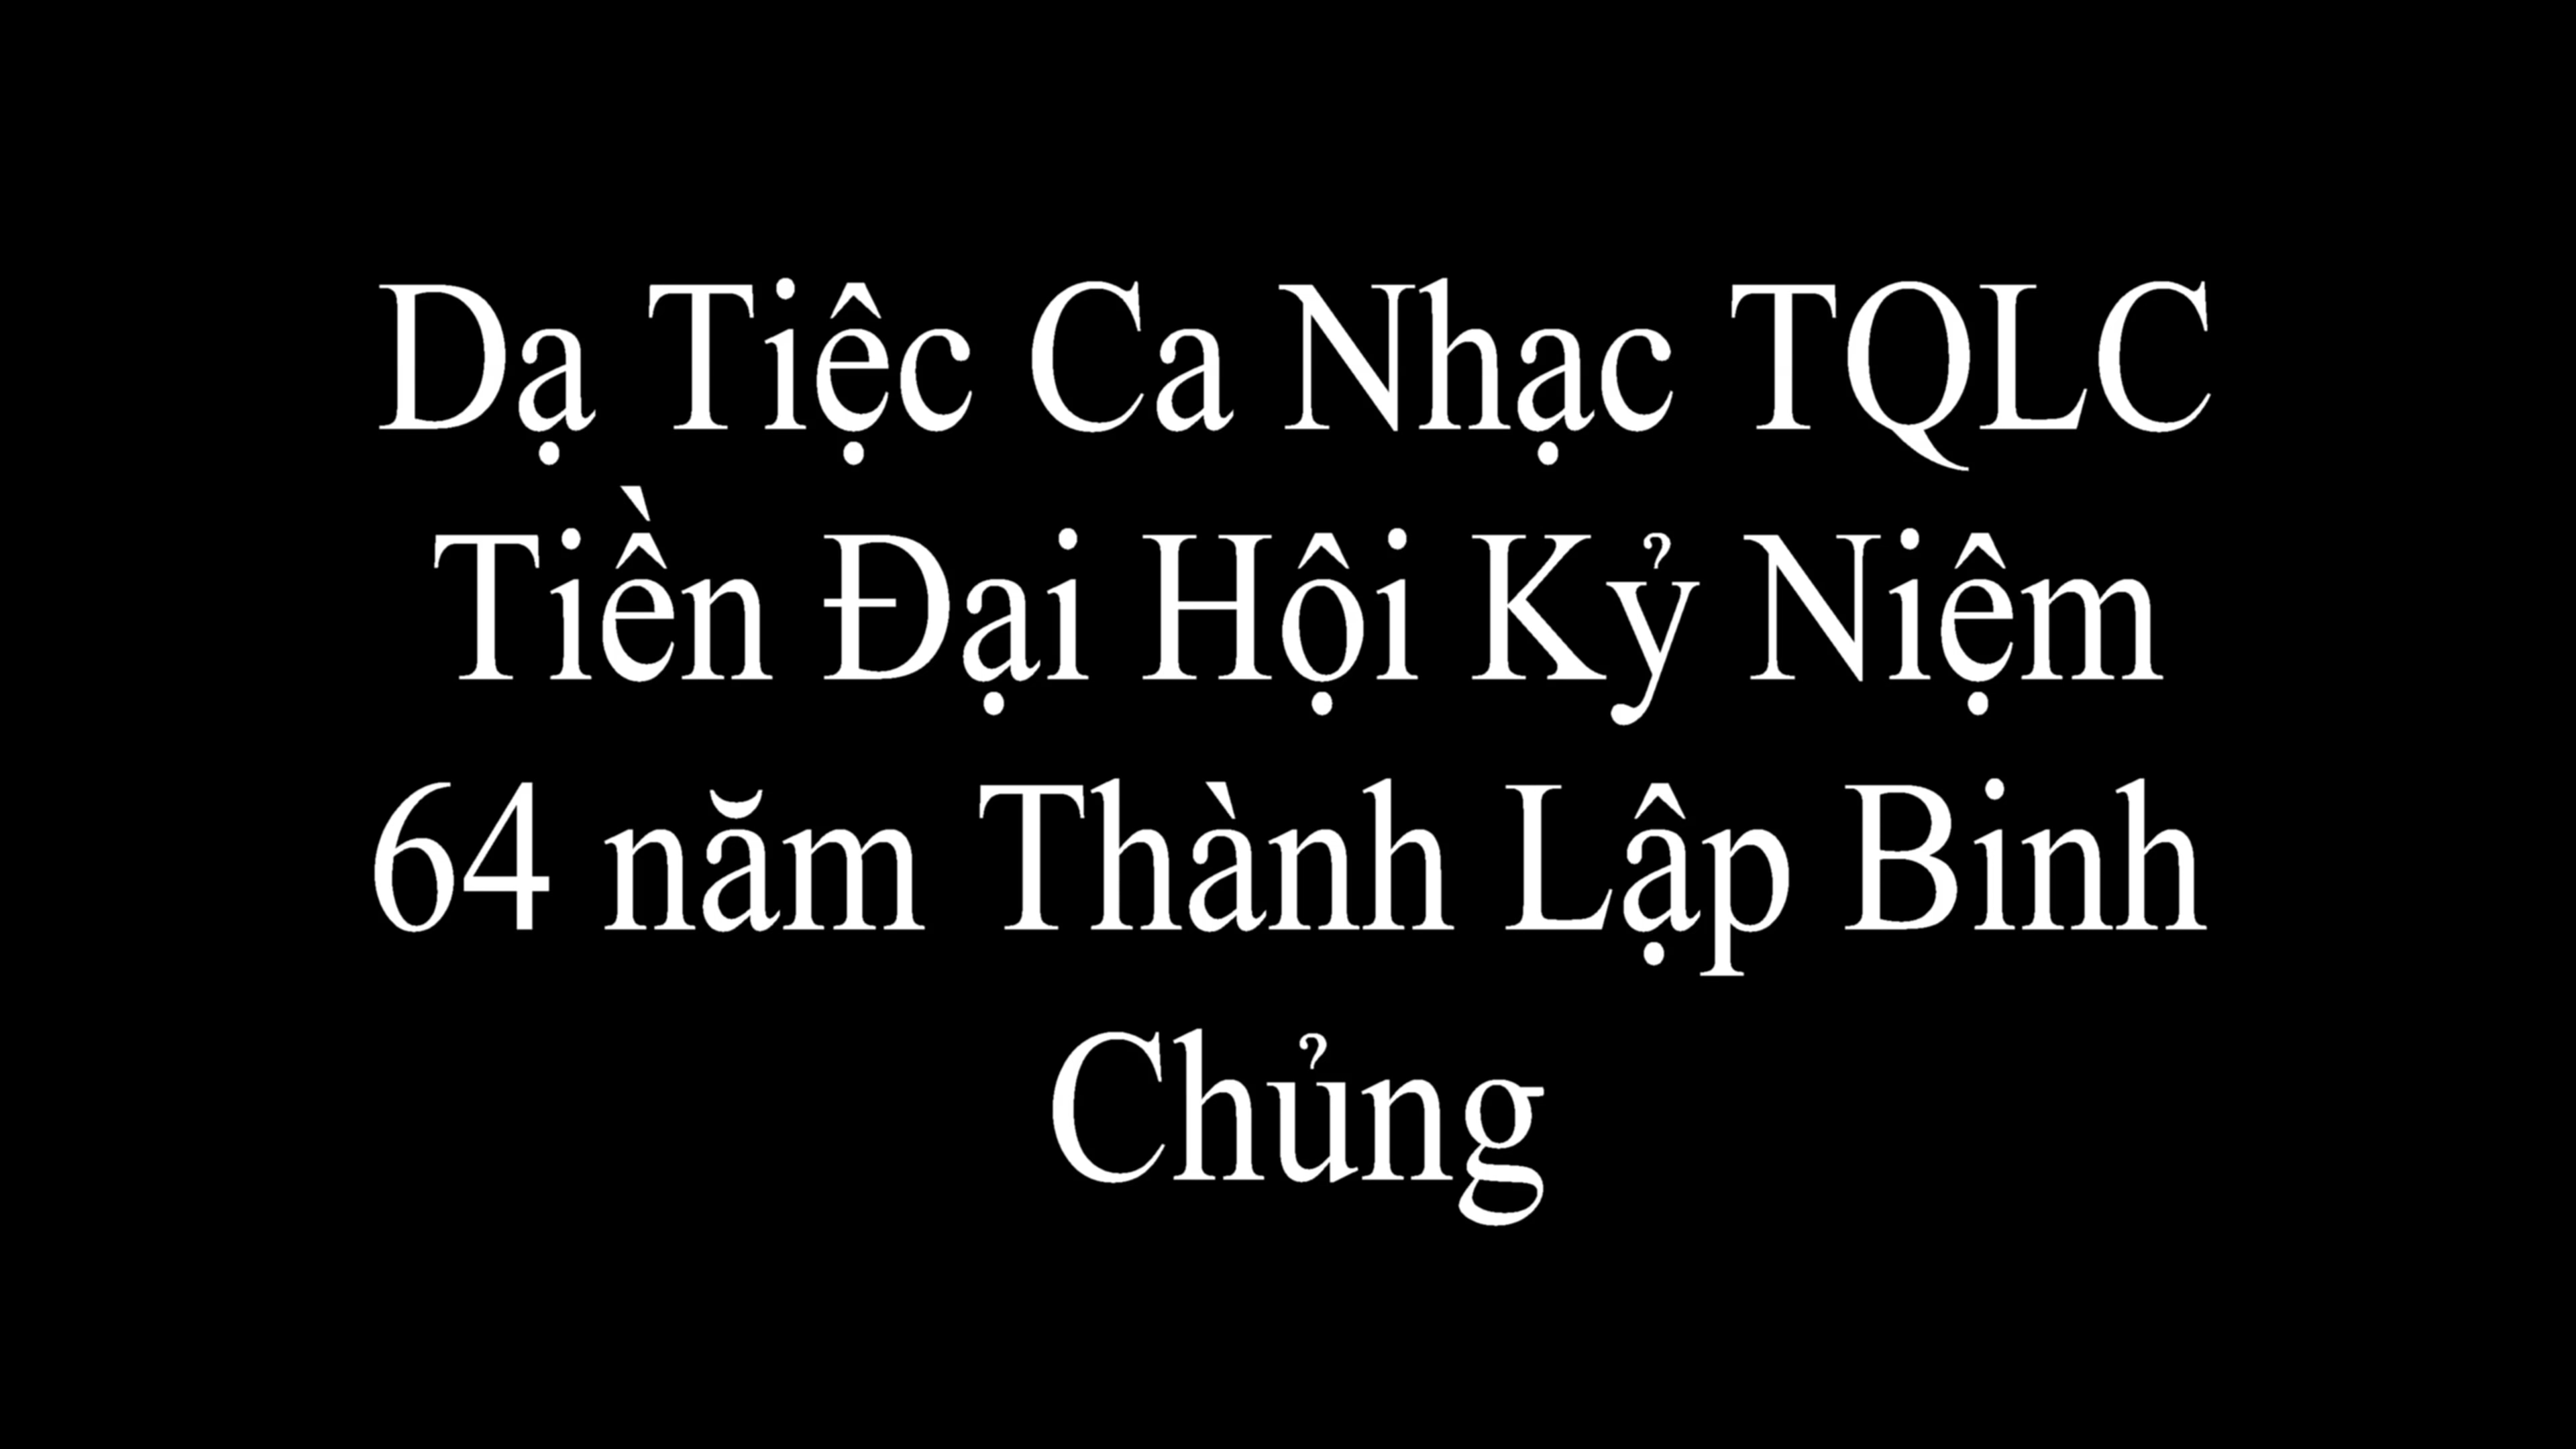 Dạ Tiệc Ca Nhạc TQLC
Tiền Đại Hội Kỷ Niệm
64 năm Thành Lập Binh
Chủng